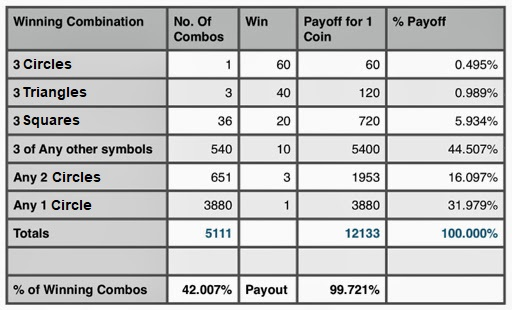 Winning Combination No. Of Combos Win Payoff for 1 Coin % Payoff
3 Circles 1 60 60 0.495%
3 Triangles 3 40 120 0.989%
3 Squares 36 20 720 5.934%
3 of Any other symbols 540 10 5400 44.507%
Any 2 Circles 651 3 1953 16.097%
Any 1 Circle 3880 1 3880 31.979%
Totals 5111 12133 100.000%
% of Winning Combos 42.007% Payout 99.721%